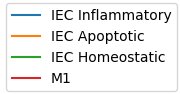 IEC Inflammatory
IEC Apoptotic
IEC Homeostatic
M1